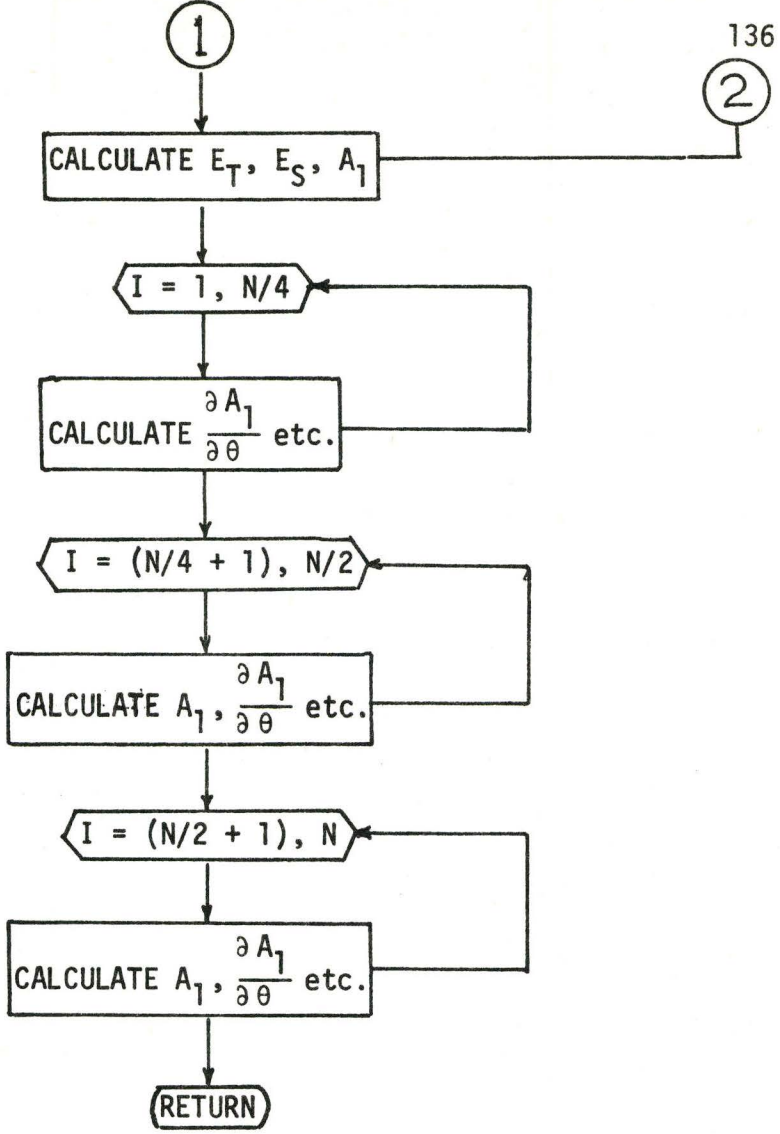 136
1
2
CALCULATE E_T, E_S, A_1
I = 1, N/4
CALCULATE ∂A_1/∂θ etc.
I = (N/4 + 1), N/2
CALCULATE A_1, ∂A_1/∂θ etc.
I = (N/2 + 1), N
CALCULATE A_1, ∂A_1/∂θ etc.
RETURN